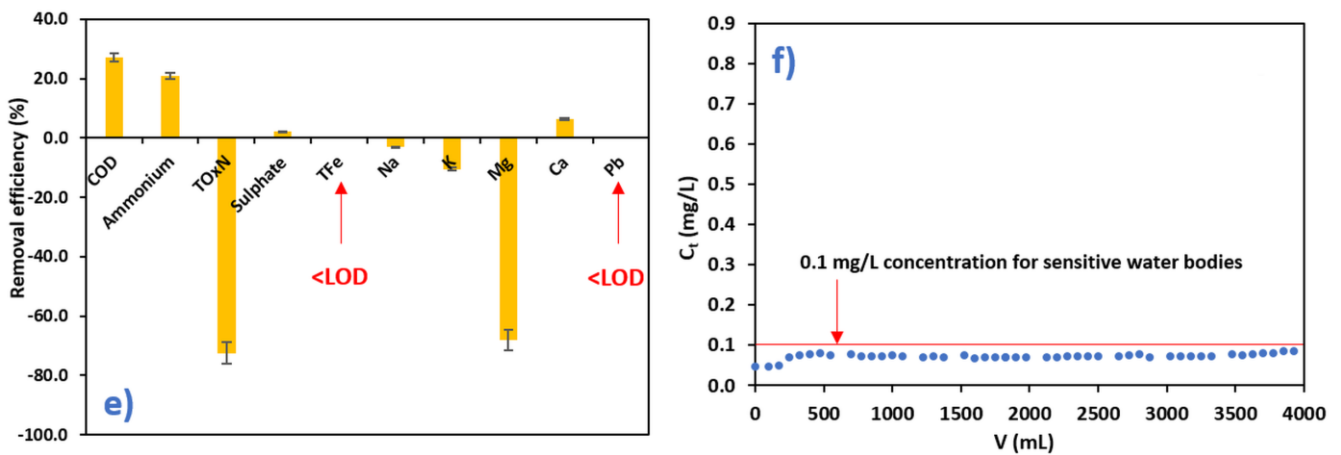 40.0
20.0
0.0
-20.0
-40.0
-60.0
-80.0
-100.0
Removal efficiency (%)
COD
Ammonium
TOxN
Sulphate
TFe
Na
K
Mg
Ca
Pb
<LOD
<LOD
e)
f)
0.9
0.8
0.7
0.6
0.5
0.4
0.3
0.2
0.1
0.0
Ct (mg/L)
0.1 mg/L concentration for sensitive water bodies
0 500 1000 1500 2000 2500 3000 3500 4000
V (mL)